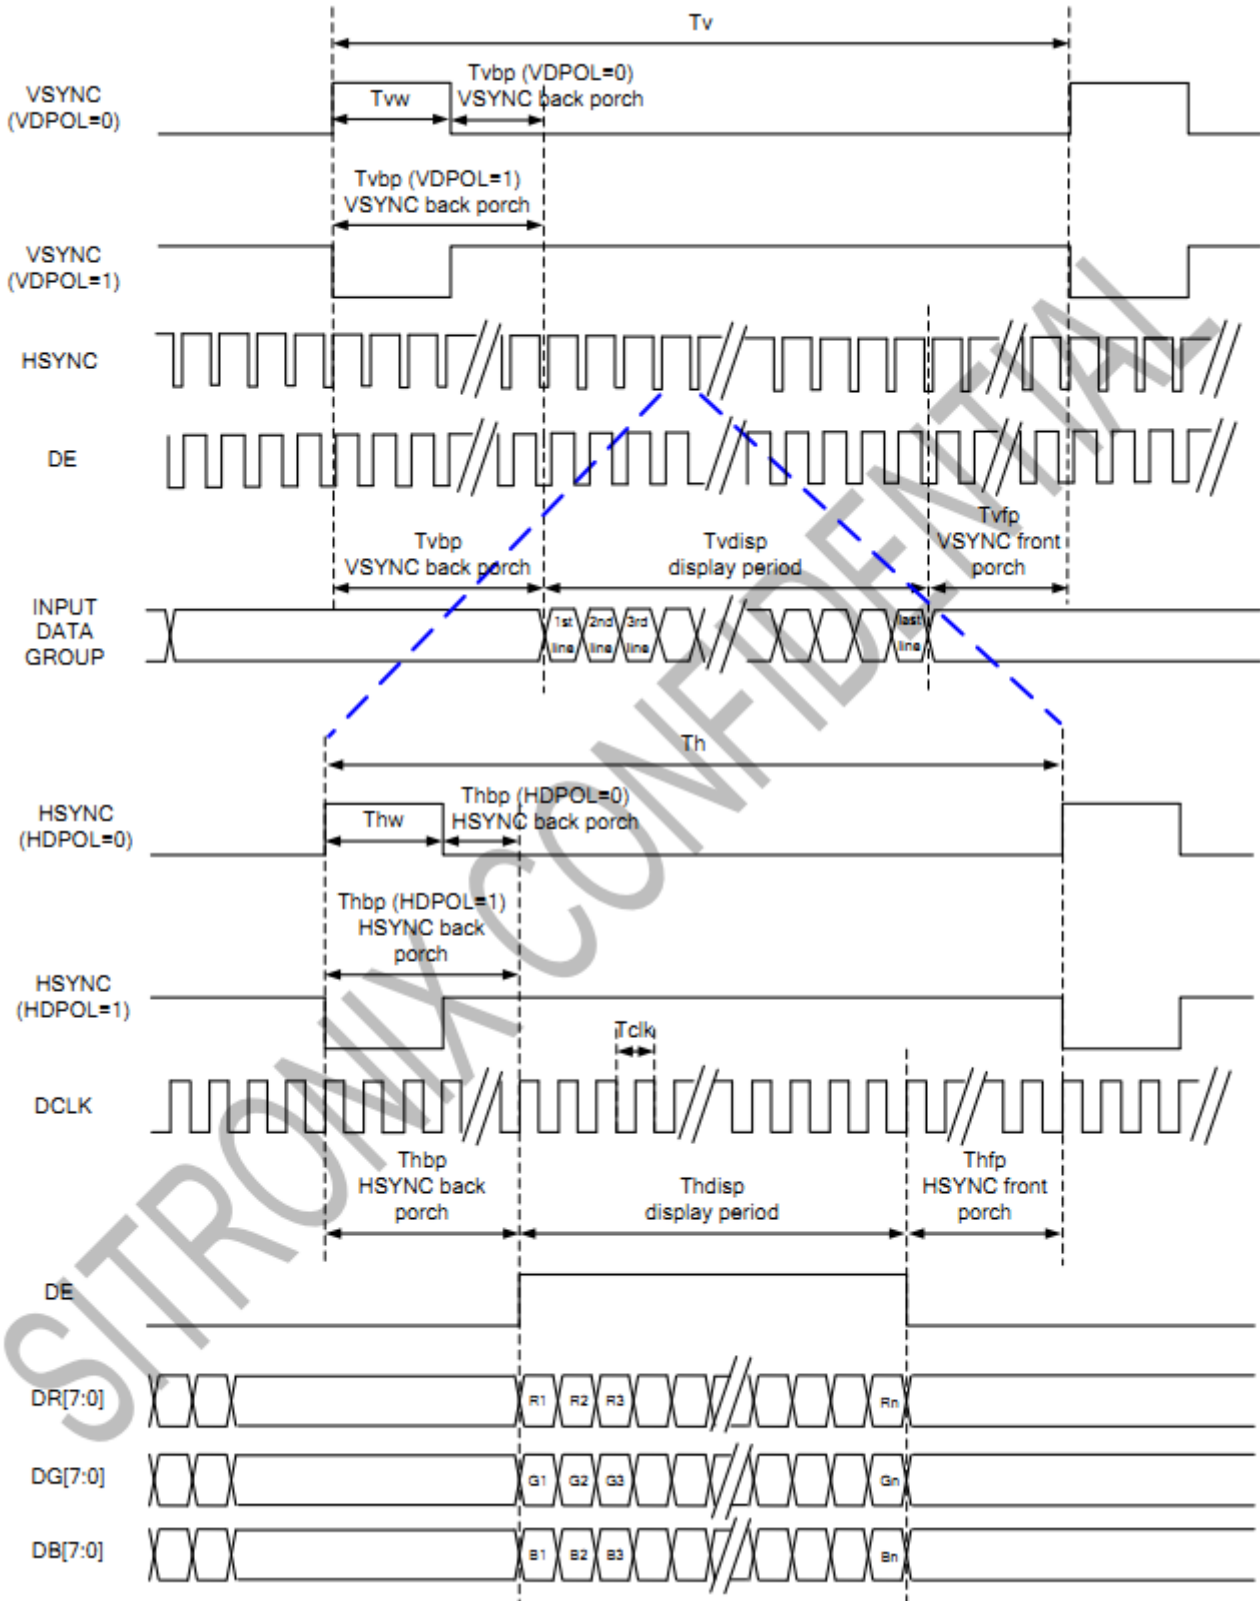 Tv
VSYNC
(VDPOL=0)
Tvw
Tvbp (VDPOL=0)
VSYNC back porch
Tvbp (VDPOL=1)
VSYNC back porch
VSYNC
(VDPOL=1)
HSYNC
DE
Tvbp
VSYNC back porch
Tvdisp
display period
Tvfp
VSYNC front
porch
INPUT
DATA
GROUP
1st
line
2nd
line
3rd
line
last
line
Th
HSYNC
(HDPOL=0)
Thw
Thbp (HDPOL=0)
HSYNC back porch
Thbp (HDPOL=1)
HSYNC back
porch
HSYNC
(HDPOL=1)
Tclk
DCLK
Thbp
HSYNC back
porch
Thdisp
display period
Thfp
HSYNC front
porch
DE
DR[7:0]
R1
R2
R3
Rn
DG[7:0]
G1
G2
G3
Gn
DB[7:0]
B1
B2
B3
Bn
SITRONIX CONFIDENTIAL